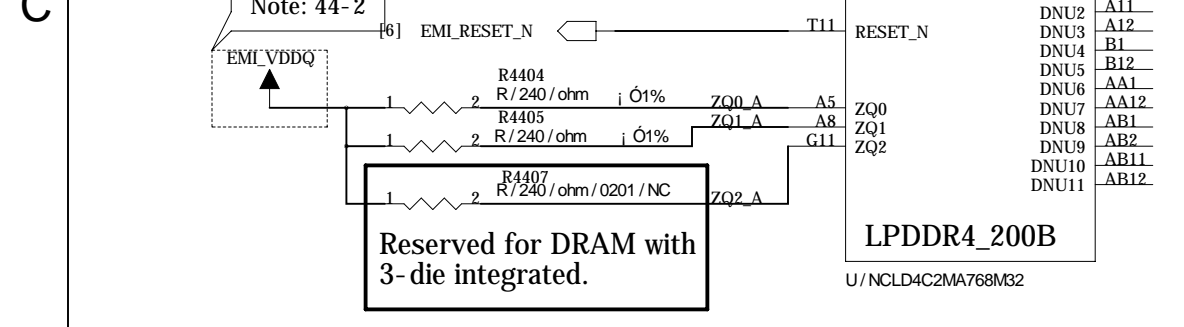 C
Note: 44-2
[6] EMI_RESET_N
T11 RESET_N
EMI_VDDQ
R4404
1 2 R/240/ohm ¡Ó1% ZQ0_A A5 ZQ0
R4405
1 2 R/240/ohm ¡Ó1% ZQ1_A A8 ZQ1
G11 ZQ2
R4407
1 2 R/240/ohm/0201/NC ZQ2_A
Reserved for DRAM with
3-die integrated.
DNU2 A11
DNU3 A12
DNU4 B1
DNU5 B12
DNU6 AA1
DNU7 AA12
DNU8 AB1
DNU9 AB2
DNU10 AB11
DNU11 AB12
LPDDR4_200B
U/NCLD4C2MA768M32